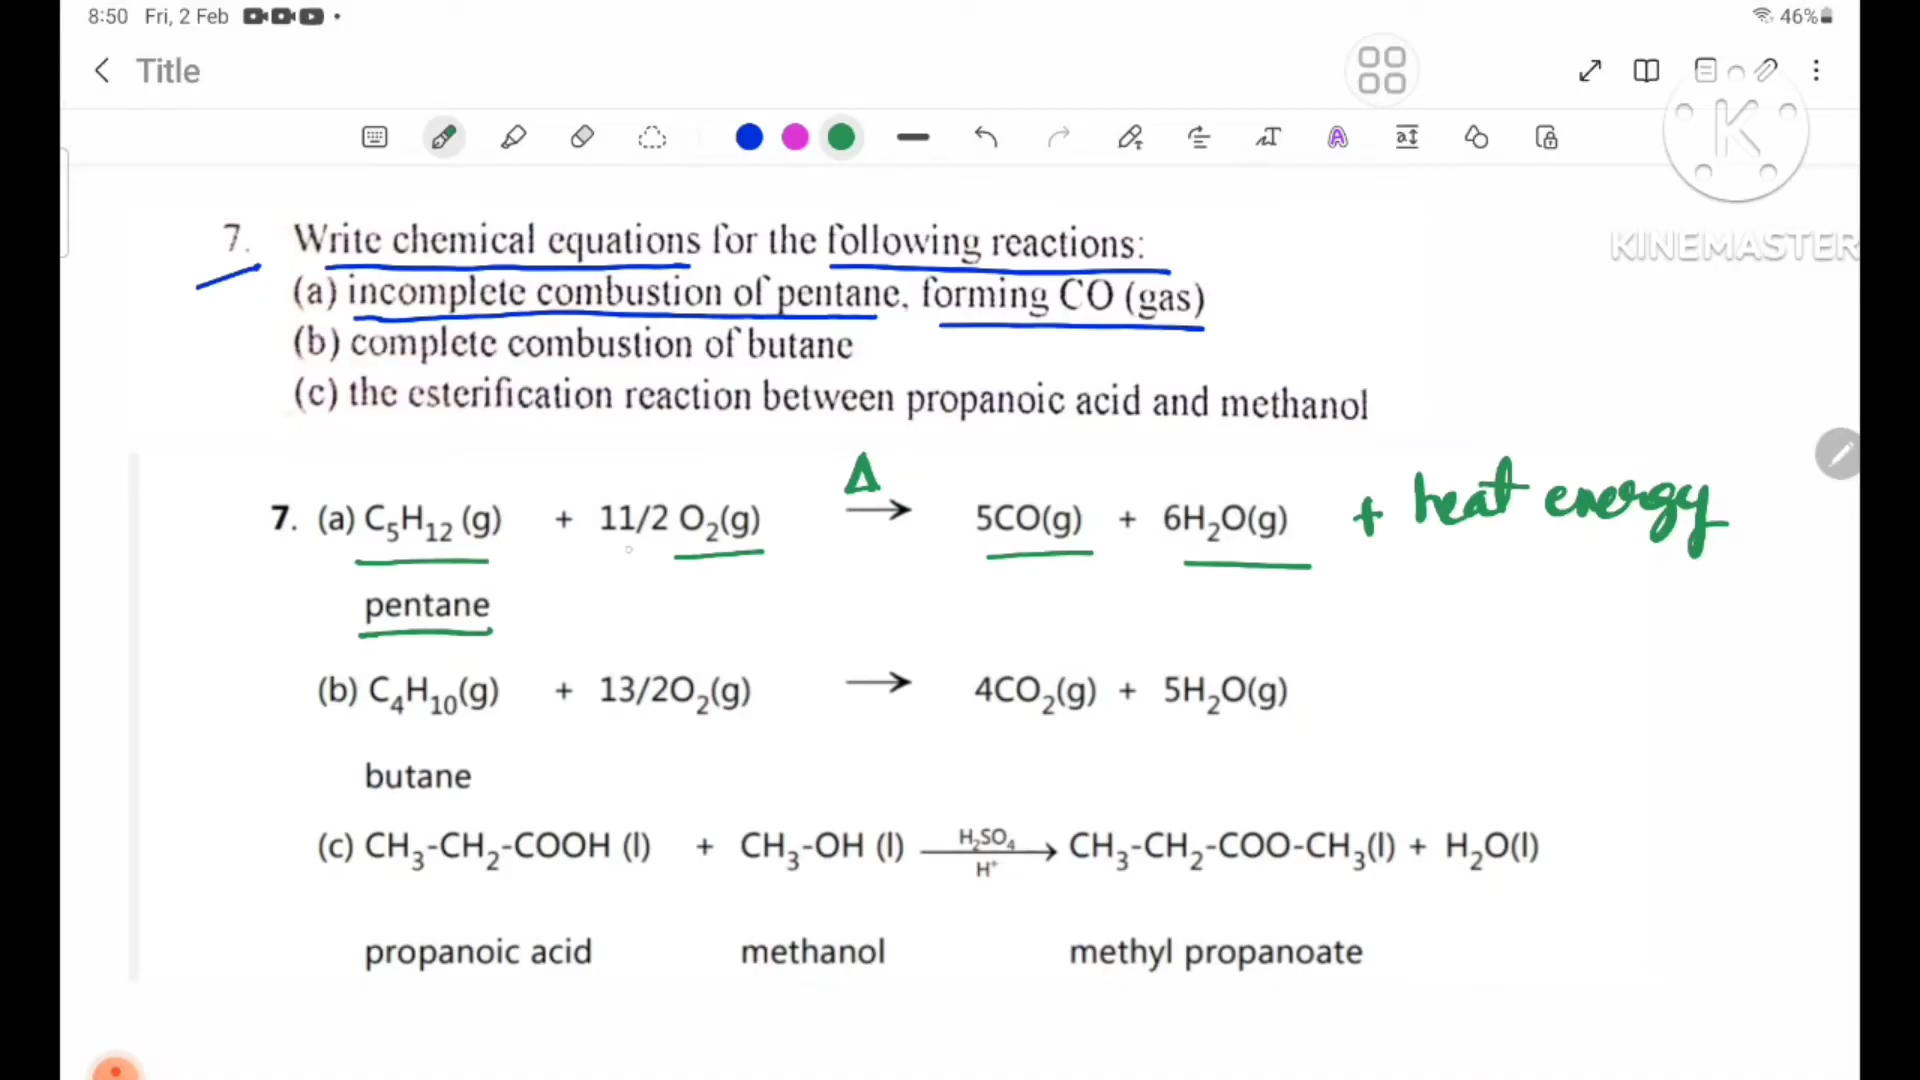 8:50 Fri, 2 Feb 46%
Title
K
KINEMASTER
7. Write chemical equations for the following reactions:
(a) incomplete combustion of pentane, forming CO (gas)
(b) complete combustion of butane
(c) the esterification reaction between propanoic acid and methanol
Δ
7. (a) C₅H₁₂ (g) + 11/2 O₂(g) → 5CO(g) + 6H₂O(g) + heat energy
pentane
(b) C₄H₁₀(g) + 13/2O₂(g) → 4CO₂(g) + 5H₂O(g)
butane
H₂SO₄
(c) CH₃-CH₂-COOH (l) + CH₃-OH (l) → CH₃-CH₂-COO-CH₃(l) + H₂O(l)
H⁺
propanoic acid methanol methyl propanoate